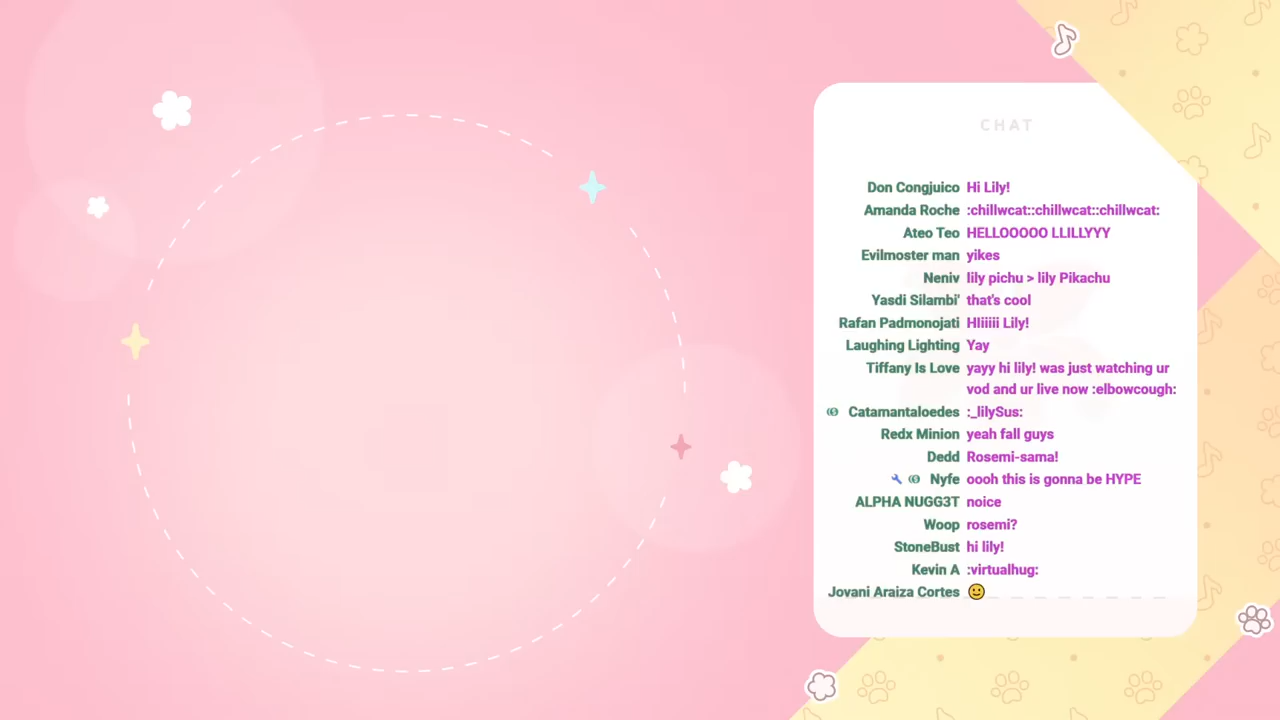 CHAT
Don Congjuico Hi Lily!
Amanda Roche :chillwcat::chillwcat::chillwcat:
Ateo Teo HELLOOOOO LLILLYYY
Evilmoster man yikes
Neniv lily pichu > lily Pikachu
Yasdi Silambi' that's cool
Rafan Padmonojati HIiiiii Lily!
Laughing Lighting Yay
Tiffany Is Love yayy hi lily! was just watching ur
vod and ur live now :elbowcough:
Catamantaloedes :_lilySus:
Redx Minion yeah fall guys
Dedd Rosemi-sama!
Nyfe oooh this is gonna be HYPE
ALPHA NUGG3T noice
Woop rosemi?
StoneBust hi lily!
Kevin A :virtualhug:
Jovani Araiza Cortes 🙂